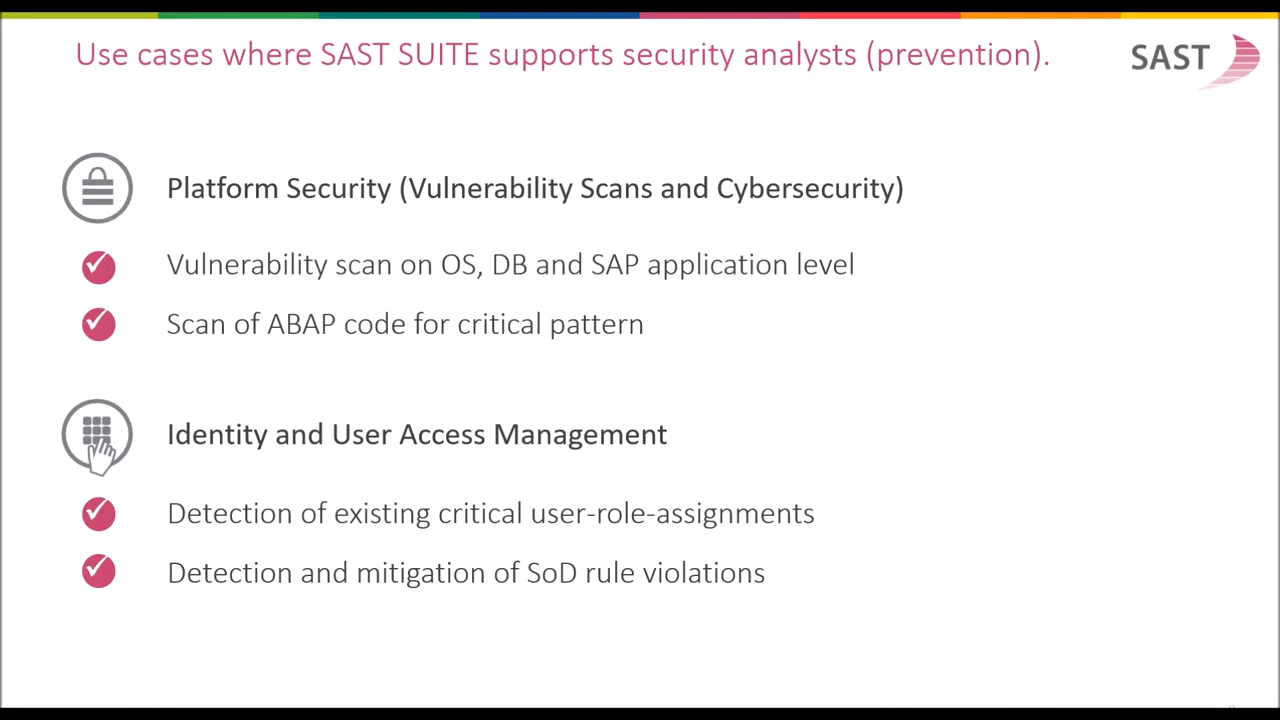 Use cases where SAST SUITE supports security analysts (prevention).
SAST
Platform Security (Vulnerability Scans and Cybersecurity)
Vulnerability scan on OS, DB and SAP application level
Scan of ABAP code for critical pattern
Identity and User Access Management
Detection of existing critical user-role-assignments
Detection and mitigation of SoD rule violations